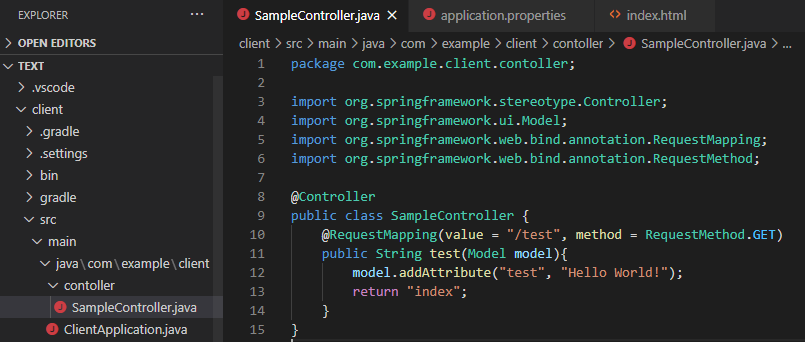 EXPLORER
OPEN EDITORS
TEXT
.vscode
client
.gradle
.settings
bin
gradle
src
main
java\com\example\client
contoller
SampleController.java
ClientApplication.java
SampleController.java
application.properties
index.html
client > src > main > java > com > example > client > contoller > SampleController.java > ...
1 package com.example.client.contoller;
2
3 import org.springframework.stereotype.Controller;
4 import org.springframework.ui.Model;
5 import org.springframework.web.bind.annotation.RequestMapping;
6 import org.springframework.web.bind.annotation.RequestMethod;
7
8 @Controller
9 public class SampleController {
10     @RequestMapping(value = "/test", method = RequestMethod.GET)
11     public String test(Model model){
12         model.addAttribute("test", "Hello World!");
13         return "index";
14     }
15 }